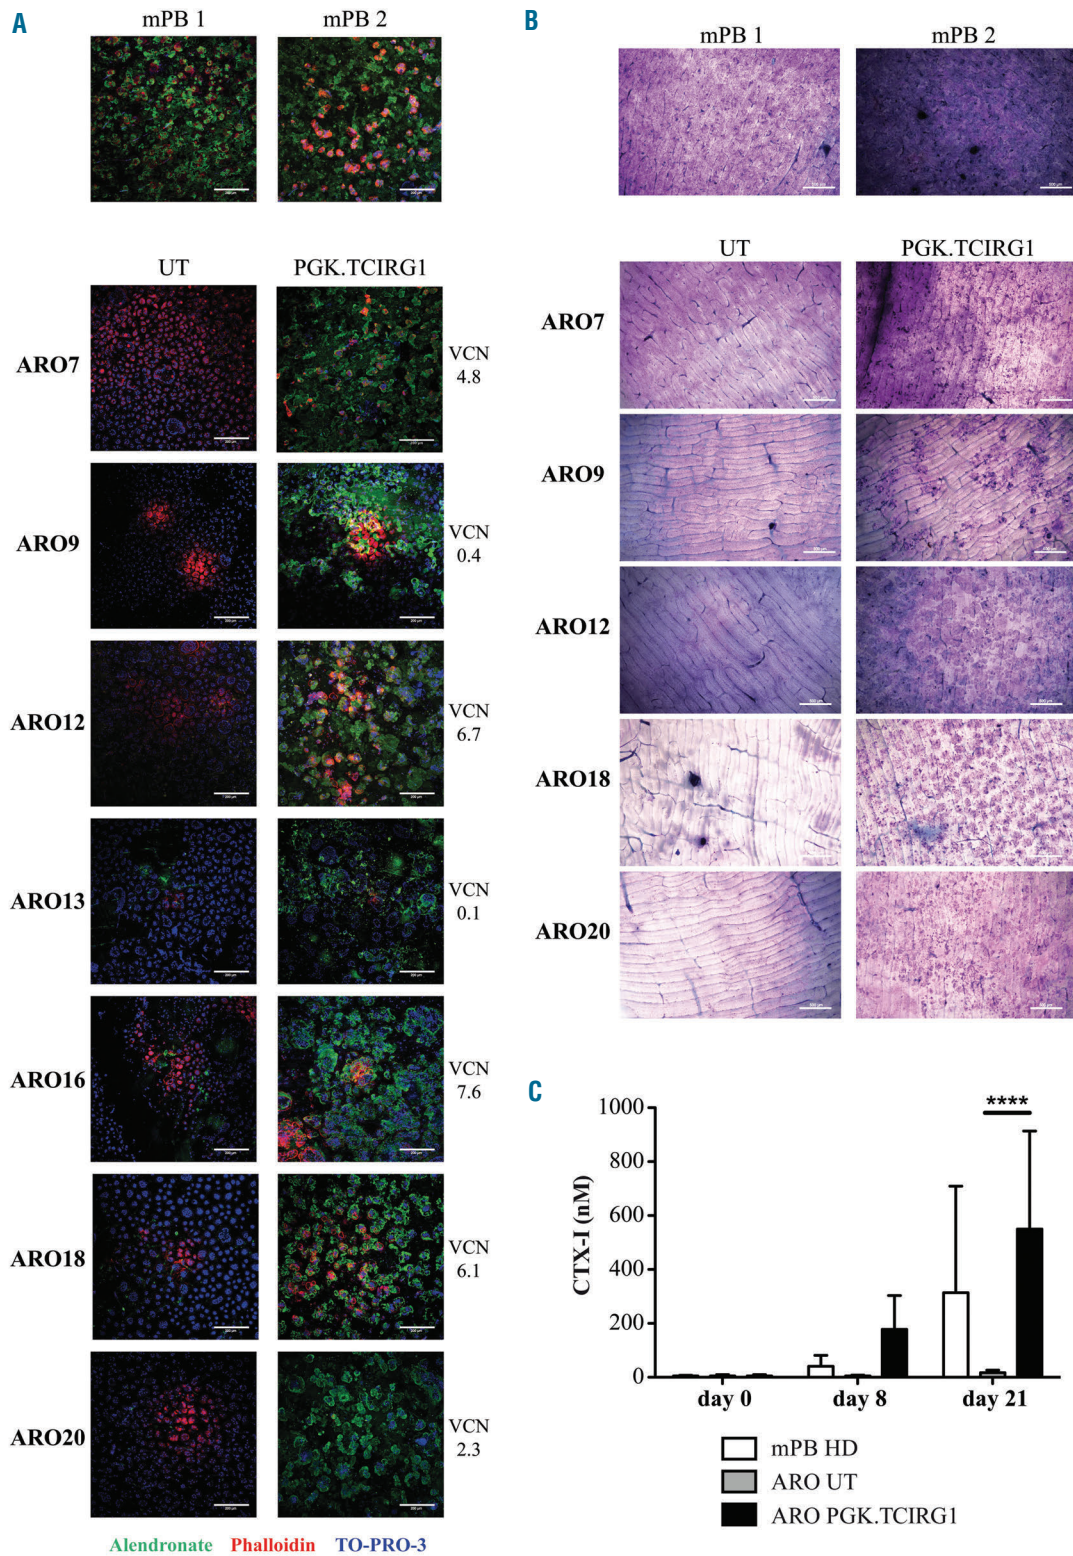 A
mPB 1
mPB 2
UT
PGK.TCIRG1
ARO7
VCN
4.8
ARO9
VCN
0.4
ARO12
VCN
6.7
ARO13
VCN
0.1
ARO16
VCN
7.6
ARO18
VCN
6.1
ARO20
VCN
2.3
Alendronate Phalloidin TO-PRO-3
B
mPB 1
mPB 2
UT
PGK.TCIRG1
ARO7
ARO9
ARO12
ARO18
ARO20
C
CTX-I (nM)
1000
800
600
400
200
0
****
day 0
day 8
day 21
mPB HD
ARO UT
ARO PGK.TCIRG1